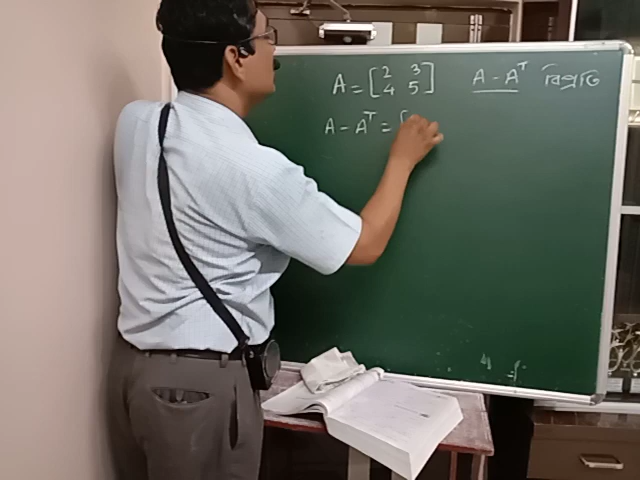 A = [2 3 A - Aᵀ বিপ্রতি
4 5]
A - Aᵀ = [